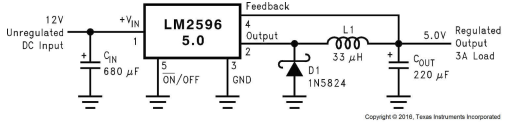 Feedback
12V
Unregulated
DC Input
+VIN
1
LM2596
5.0
4
Output
2
L1
33 μH
5.0V
Regulated
Output
3A Load
+
CIN
680 μF
5
ON/OFF
3
GND
D1
1N5824
+
COUT
220 μF
Copyright © 2016, Texas Instruments Incorporated